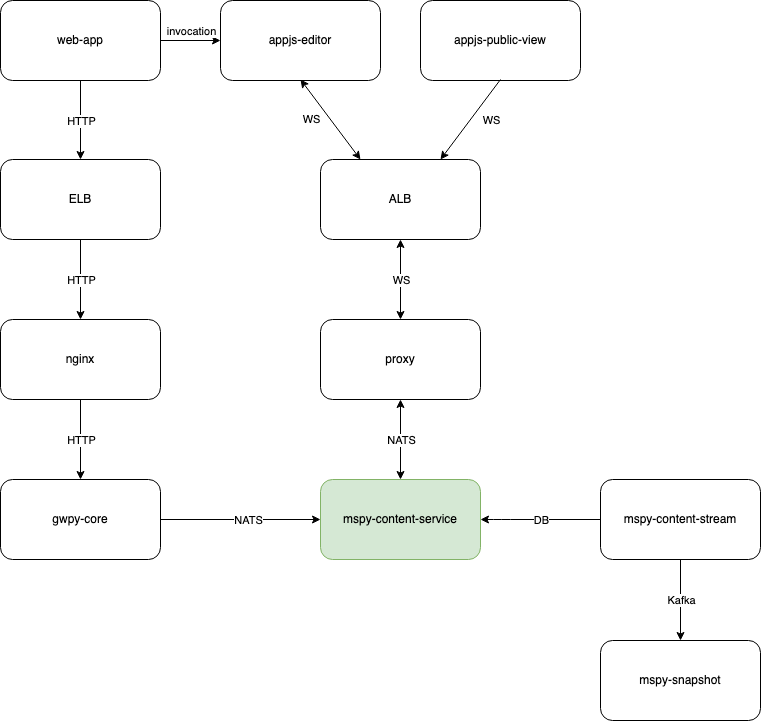 web-app
invocation
appjs-editor
appjs-public-view
HTTP
WS
WS
ELB
ALB
HTTP
WS
nginx
proxy
HTTP
NATS
gwpy-core
NATS
mspy-content-service
DB
mspy-content-stream
Kafka
mspy-snapshot